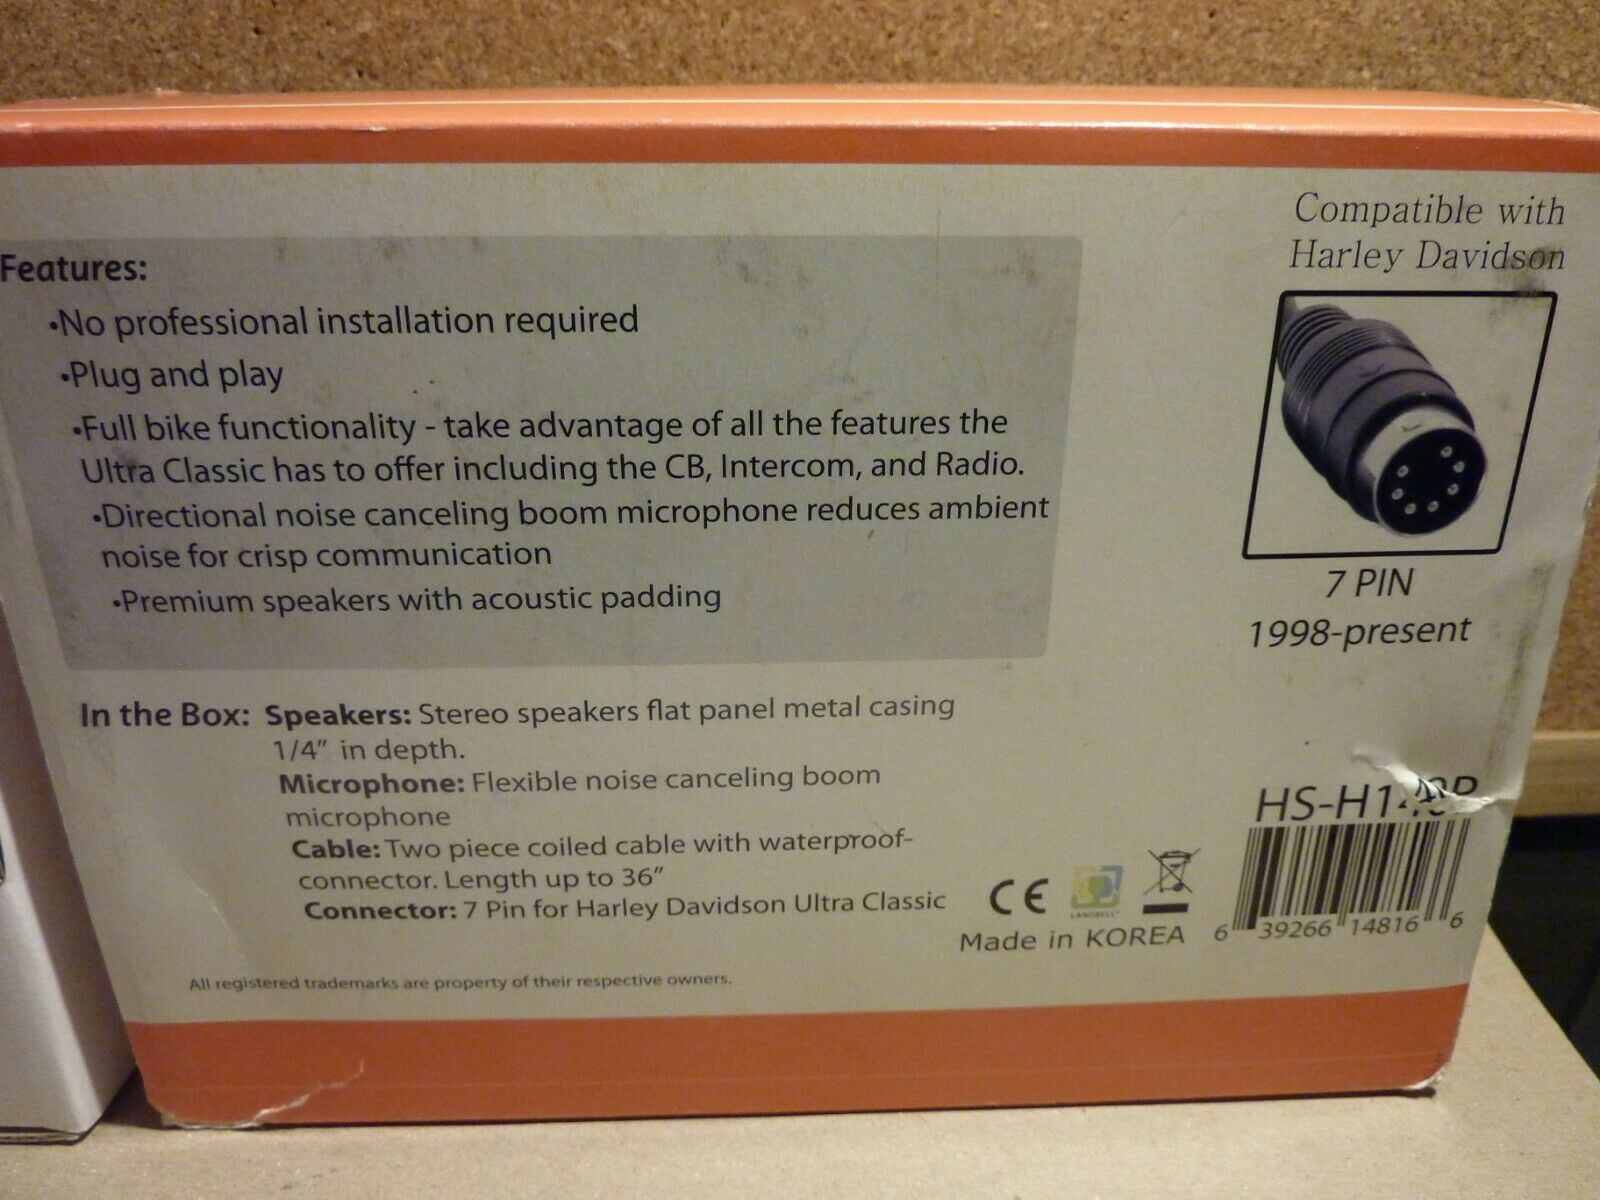 Compatible with
Harley Davidson
Features:
•No professional installation required
•Plug and play
•Full bike functionality - take advantage of all the features the
Ultra Classic has to offer including the CB, Intercom, and Radio.
•Directional noise canceling boom microphone reduces ambient
noise for crisp communication
•Premium speakers with acoustic padding
7 PIN
1998-present
In the Box: Speakers: Stereo speakers flat panel metal casing
1/4" in depth.
Microphone: Flexible noise canceling boom
microphone
Cable: Two piece coiled cable with waterproof-
connector. Length up to 36"
Connector: 7 Pin for Harley Davidson Ultra Classic
CE
LANDBELL
Made in KOREA
6 39266 14816 6
All registered trademarks are property of their respective owners.